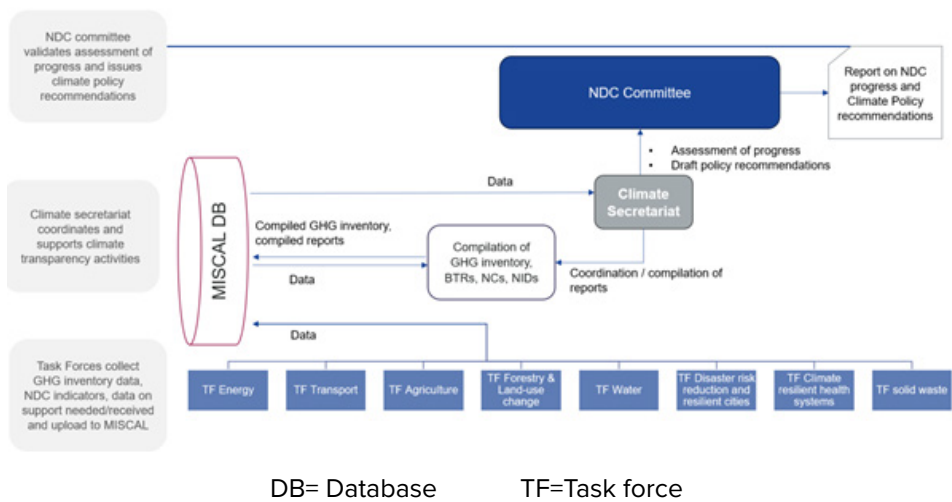 NDC committee
validates assessment of
progress and issues
climate policy
recommendations
NDC Committee
Report on NDC
progress and
Climate Policy
recommendations
• Assessment of progress
• Draft policy recommendations
Climate secretariat
coordinates and
supports climate
transparency activities
MISCAL DB
Data
Climate
Secretariat
Compiled GHG inventory,
compiled reports
Data
Compilation of
GHG inventory,
BTRs, NCs, NIDs
Coordination / compilation of
reports
Data
Task Forces collect
GHG inventory data,
NDC indicators, data on
support needed/received
and upload to MISCAL
TF Energy
TF Transport
TF Agriculture
TF Forestry &
Land-use
change
TF Water
TF Disaster risk
reduction and
resilient cities
TF Climate
resilient health
systems
TF solid waste
DB= Database
TF=Task force